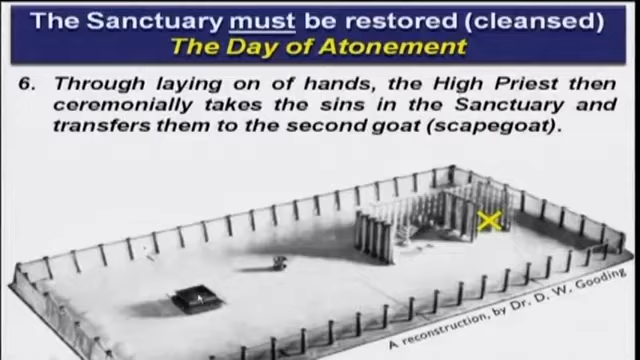 The Sanctuary must be restored (cleansed)
The Day of Atonement
6. Through laying on of hands, the High Priest then
ceremonially takes the sins in the Sanctuary and
transfers them to the second goat (scapegoat).
A reconstruction, by Dr. D. W. Gooding